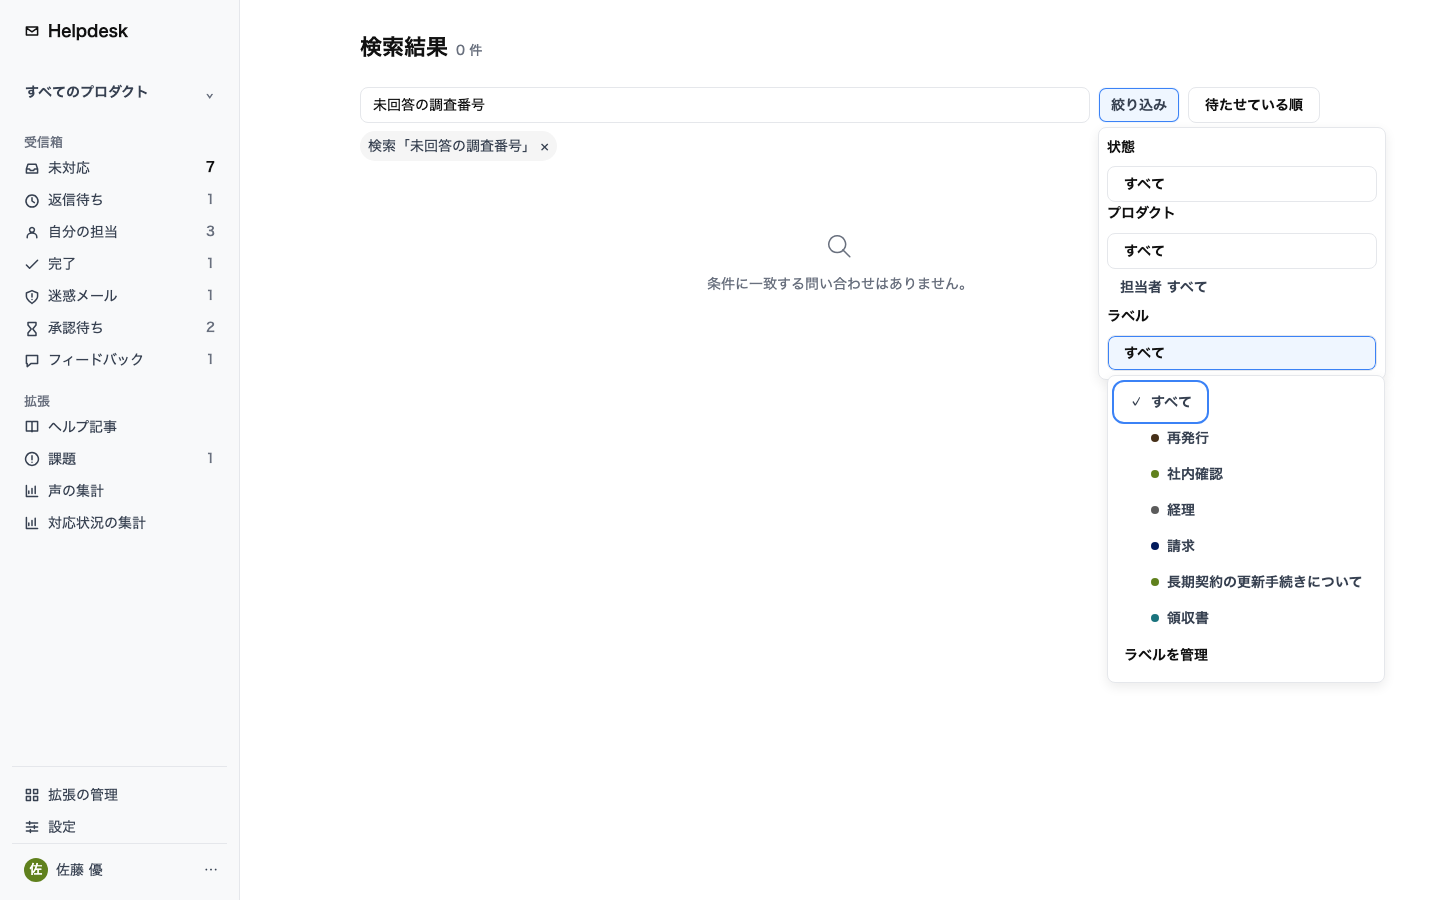 Helpdesk
すべてのプロダクト
受信箱
未対応 7
返信待ち 1
自分の担当 3
完了 1
迷惑メール 1
承認待ち 2
フィードバック 1
拡張
ヘルプ記事
課題 1
声の集計
対応状況の集計
拡張の管理
設定
佐 佐藤 優 …
検索結果 0 件
未回答の調査番号 絞り込み 待たせている順
検索「未回答の調査番号」 ×
条件に一致する問い合わせはありません。
状態
すべて
プロダクト
すべて
担当者 すべて
ラベル
すべて
✓ すべて
再発行
社内確認
経理
請求
長期契約の更新手続きについて
領収書
ラベルを管理